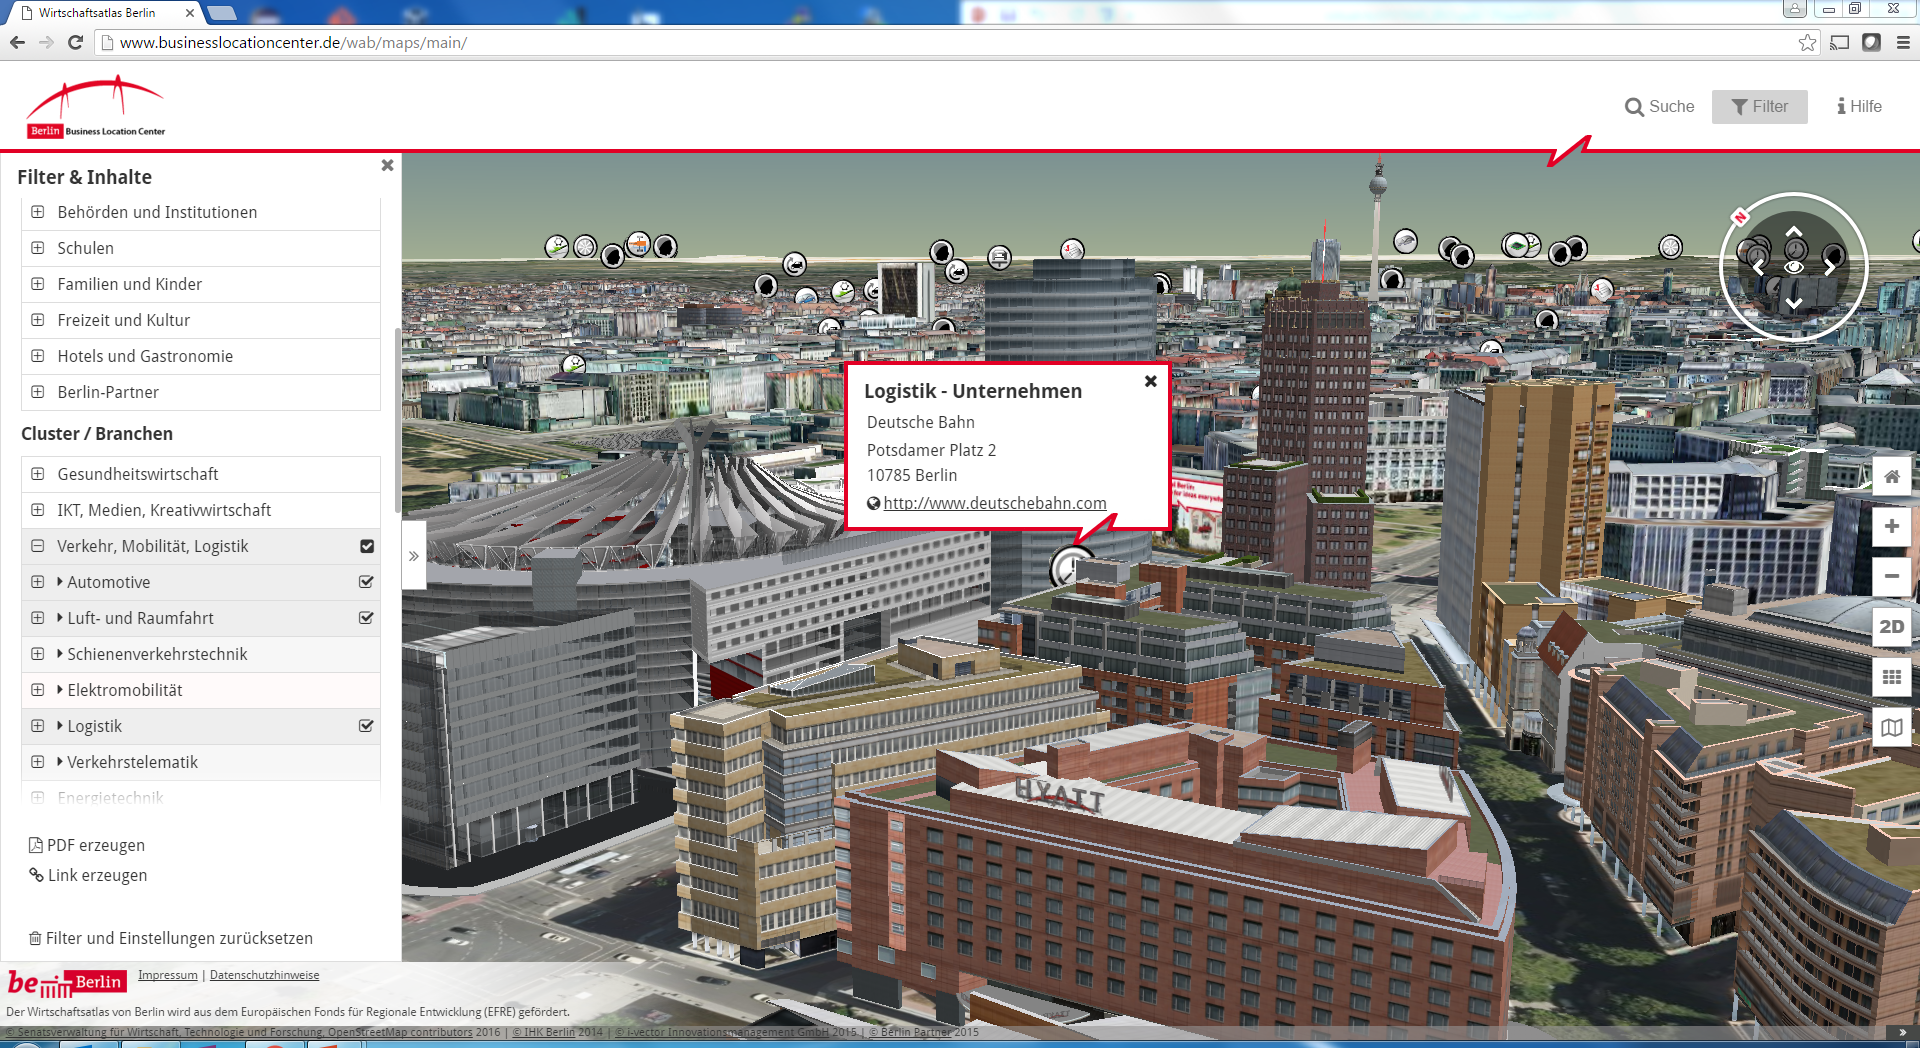 Wirtschaftsatlas Berlin
www.businesslocationcenter.de/wab/maps/main/
Berlin Business Location Center
Suche
Filter
Hilfe
Filter & Inhalte
Behörden und Institutionen
Schulen
Familien und Kinder
Freizeit und Kultur
Hotels und Gastronomie
Berlin-Partner
Cluster / Branchen
Gesundheitswirtschaft
IKT, Medien, Kreativwirtschaft
Verkehr, Mobilität, Logistik
Automotive
Luft- und Raumfahrt
Schienenverkehrstechnik
Elektromobilität
Logistik
Verkehrstelematik
Energietechnik
PDF erzeugen
Link erzeugen
Filter und Einstellungen zurücksetzen
Logistik - Unternehmen
Deutsche Bahn
Potsdamer Platz 2
10785 Berlin
http://www.deutschebahn.com
N
2D
HYATT
be Berlin
Impressum | Datenschutzhinweise
Der Wirtschaftsatlas von Berlin wird aus dem Europäischen Fonds für Regionale Entwicklung (EFRE) gefördert.
© Senatsverwaltung für Wirtschaft, Technologie und Forschung, OpenStreetMap contributors 2016 | © IHK Berlin 2014 | © i-vector Innovationsmanagement GmbH 2015 | © Berlin Partner 2015